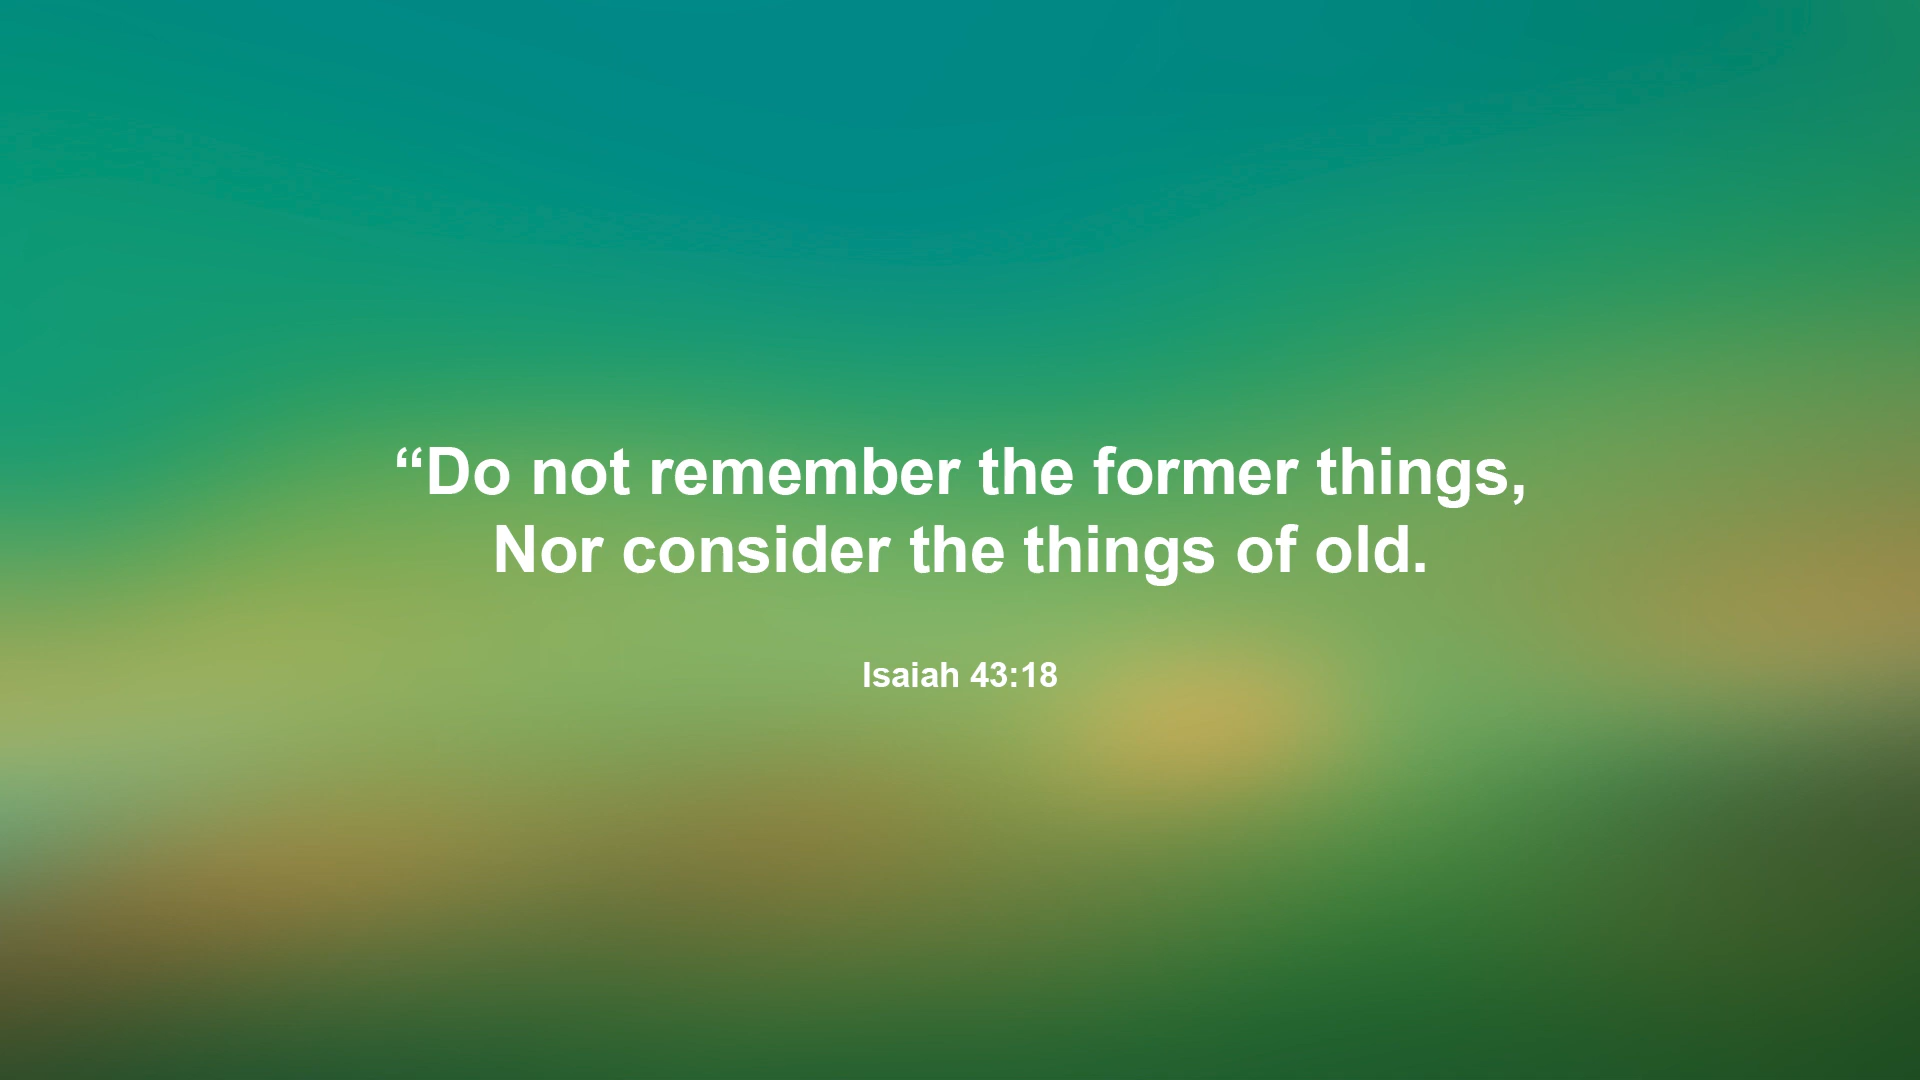 “Do not remember the former things,
Nor consider the things of old.
Isaiah 43:18